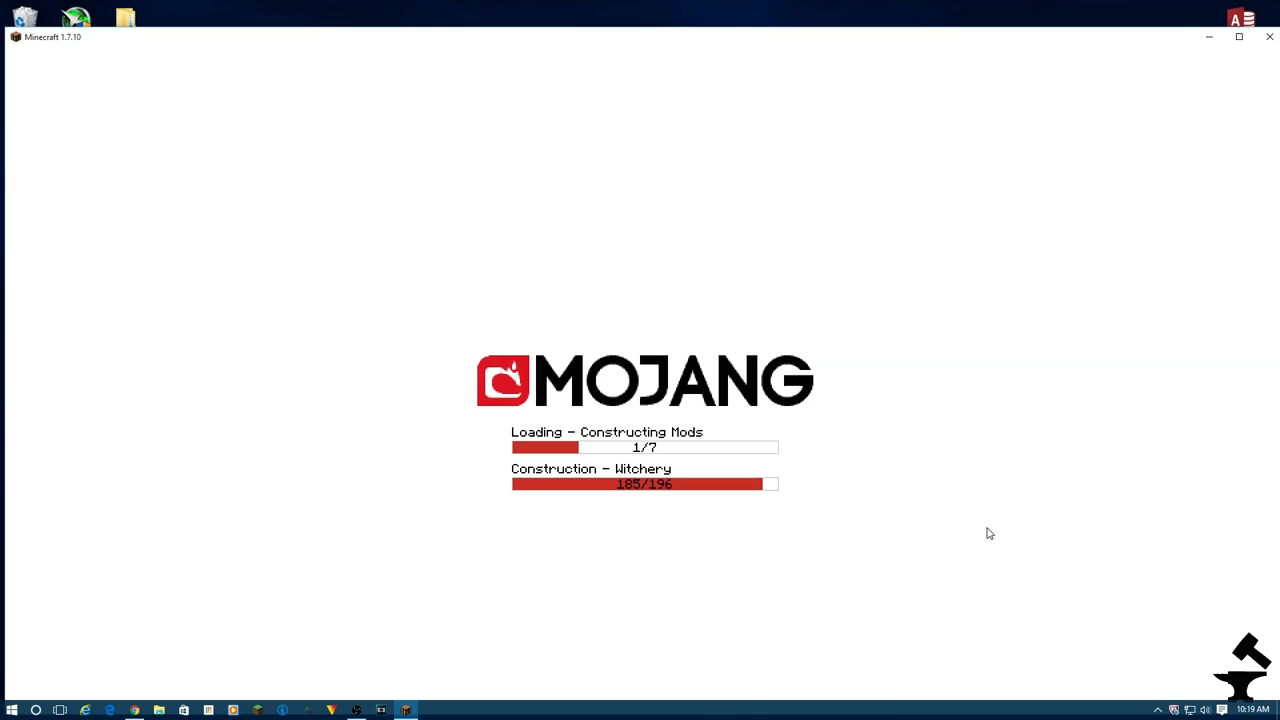 Minecraft 1.7.10
MOJANG
Loading - Constructing Mods
1/7
Construction - Witchery
185/196
10:19 AM